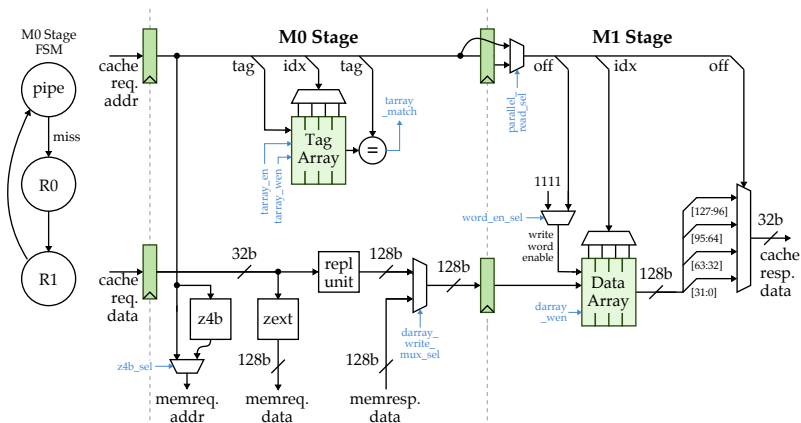 M0 Stage
FSM
pipe
miss
R0
R1
M0 Stage
M1 Stage
cache
req.
addr
tag
idx
tag
off
idx
off
Tag
Array
=
tarray
_match
tarray_en
tarray_wen
parallel_
read_sel
1111
word_en_sel
write
word
enable
[127:96]
[95:64]
[63:32]
[31:0]
32b
cache
resp.
data
cache
req.
data
32b
repl
unit
128b
128b
Data
Array
128b
darray
_wen
z4b
zext
darray_
write_
mux_sel
z4b_sel
128b
128b
memreq.
addr
memreq.
data
memresp.
data